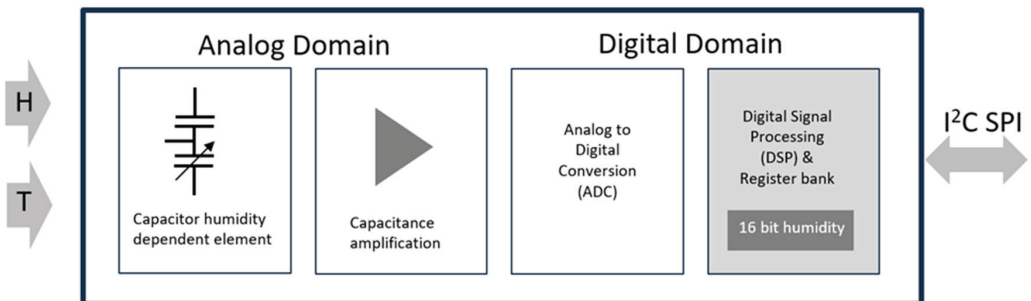 Analog Domain
Digital Domain
H
T
Capacitor humidity
dependent element
Capacitance
amplification
Analog to
Digital
Conversion
(ADC)
Digital Signal
Processing
(DSP) &
Register bank
16 bit humidity
I²C SPI